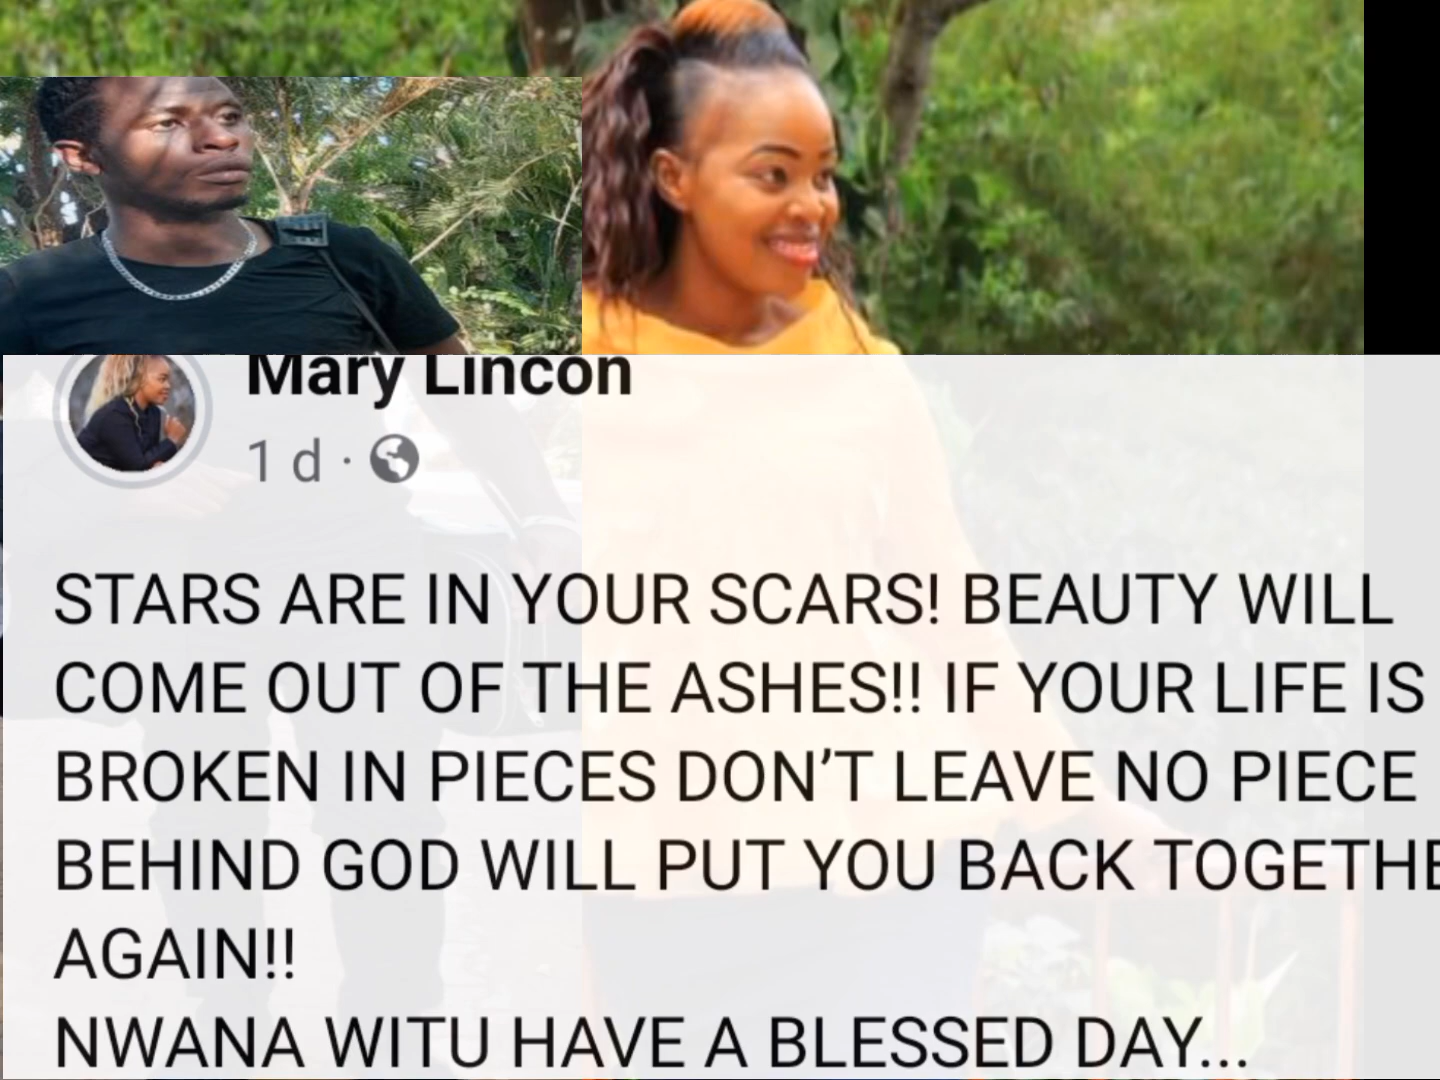 Mary Lincon
1 d ·
STARS ARE IN YOUR SCARS! BEAUTY WILL
COME OUT OF THE ASHES!! IF YOUR LIFE IS
BROKEN IN PIECES DON’T LEAVE NO PIECE
BEHIND GOD WILL PUT YOU BACK TOGETHE
AGAIN!!
NWANA WITU HAVE A BLESSED DAY...